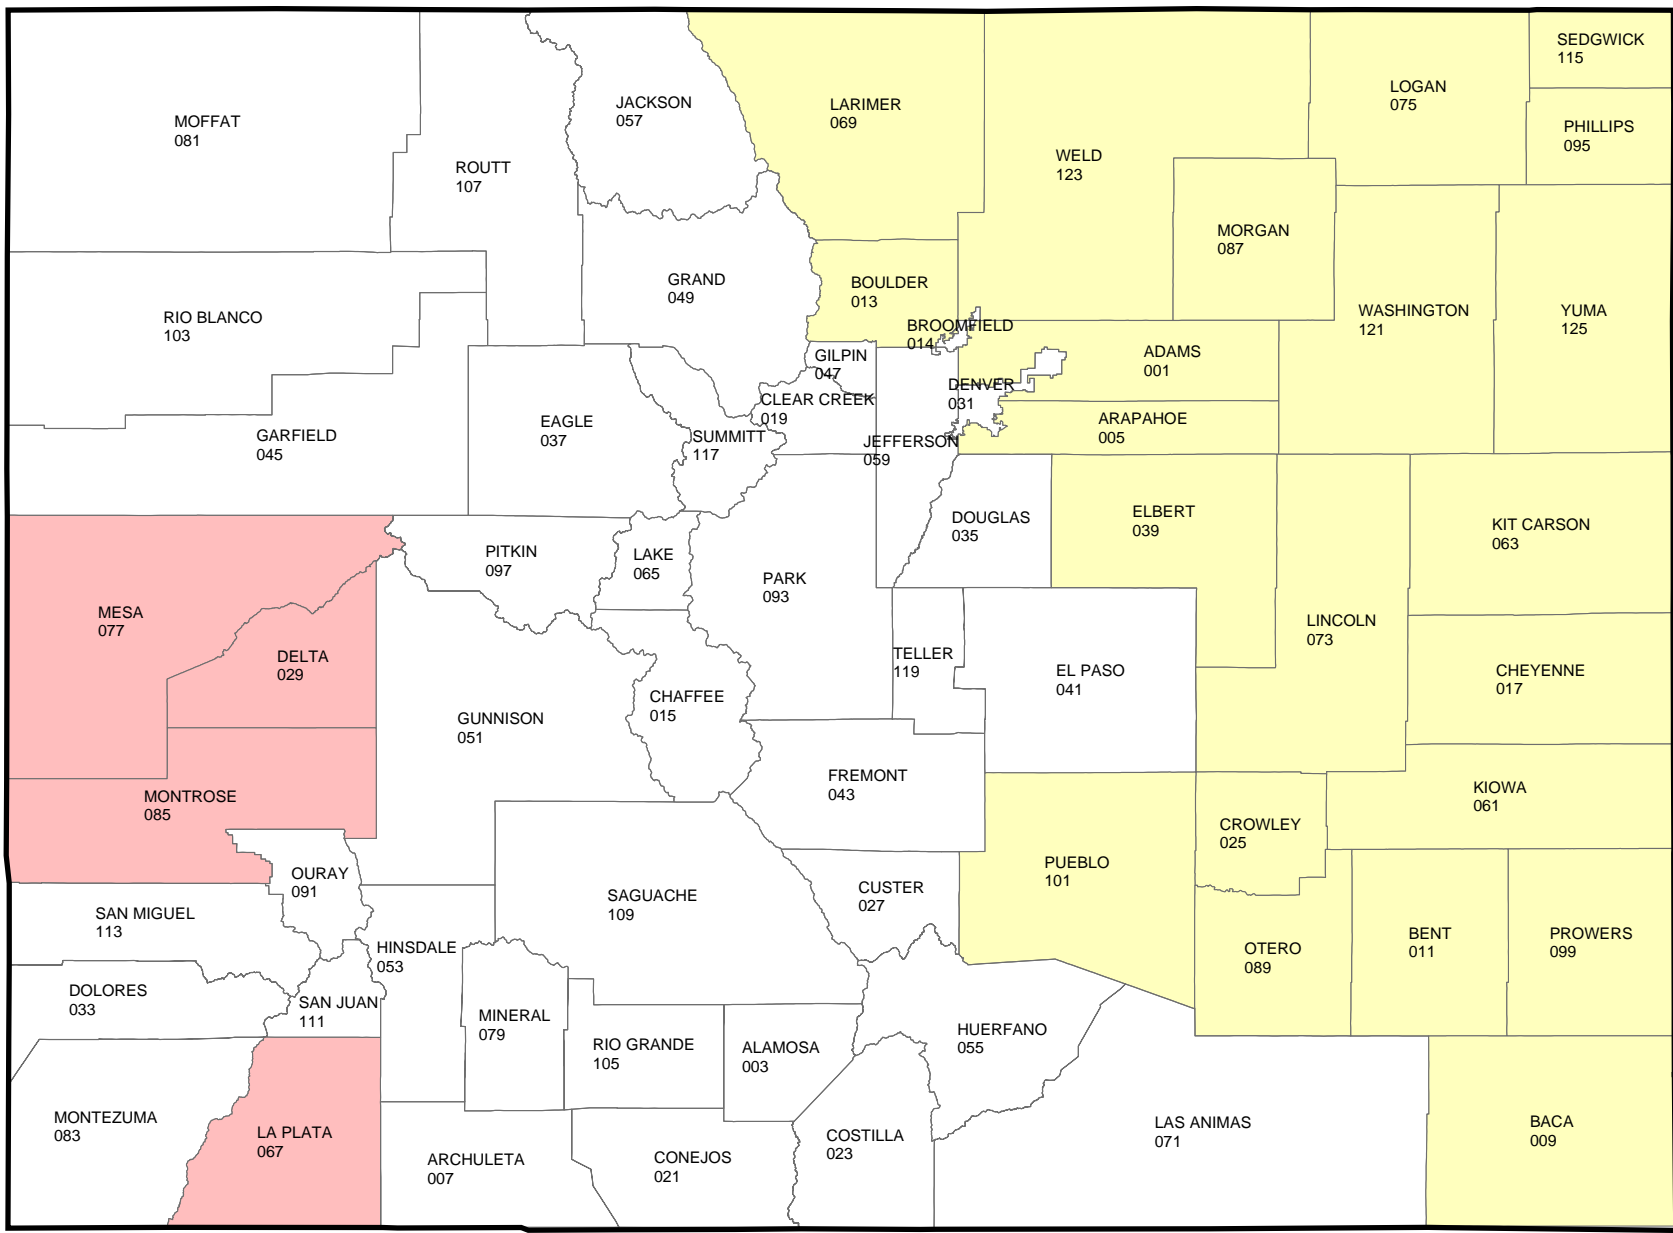 MOFFAT
081
ROUTT
107
JACKSON
057
LARIMER
069
WELD
123
LOGAN
075
SEDGWICK
115
PHILLIPS
095
MORGAN
087
RIO BLANCO
103
GRAND
049
BOULDER
013
BROOMFIELD
014
WASHINGTON
121
YUMA
125
ADAMS
001
GILPIN
047
CLEAR CREEK
019
DENVER
031
ARAPAHOE
005
GARFIELD
045
EAGLE
037
SUMMITT
117
JEFFERSON
059
DOUGLAS
035
ELBERT
039
KIT CARSON
063
PITKIN
097
LAKE
065
PARK
093
MESA
077
DELTA
029
LINCOLN
073
TELLER
119
EL PASO
041
CHEYENNE
017
GUNNISON
051
CHAFFEE
015
MONTROSE
085
FREMONT
043
KIOWA
061
CROWLEY
025
PUEBLO
101
OURAY
091
SAGUACHE
109
CUSTER
027
SAN MIGUEL
113
HINSDALE
053
OTERO
089
BENT
011
PROWERS
099
DOLORES
033
SAN JUAN
111
MINERAL
079
RIO GRANDE
105
ALAMOSA
003
HUERFANO
055
MONTEZUMA
083
LA PLATA
067
ARCHULETA
007
CONEJOS
021
COSTILLA
023
LAS ANIMAS
071
BACA
009